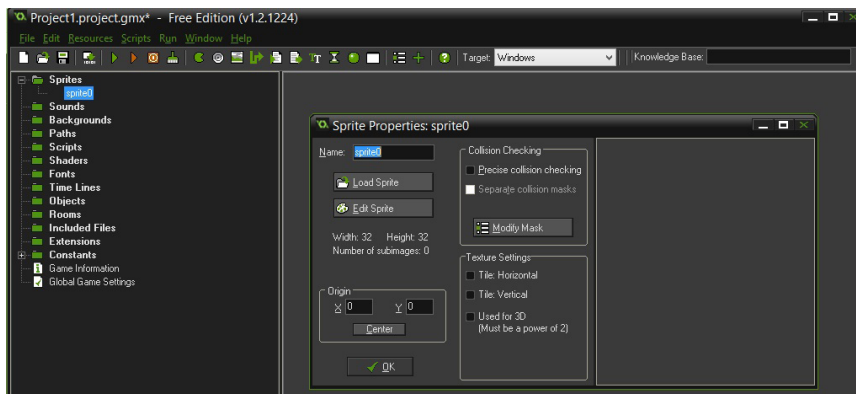 Project1.project.gmx* - Free Edition (v1.2.1224)
File Edit Resources Scripts Run Window Help
Target: Windows Knowledge Base:
Sprites
sprite0
Sounds
Backgrounds
Paths
Scripts
Shaders
Fonts
Time Lines
Objects
Rooms
Included Files
Extensions
Constants
Game Information
Global Game Settings
Sprite Properties: sprite0
Name: sprite0
Load Sprite
Edit Sprite
Width: 32 Height: 32
Number of subimages: 0
Origin
X 0 Y 0
Center
OK
Collision Checking
Precise collision checking
Separate collision masks
Modify Mask
Texture Settings
Tile: Horizontal
Tile: Vertical
Used for 3D
(Must be a power of 2)